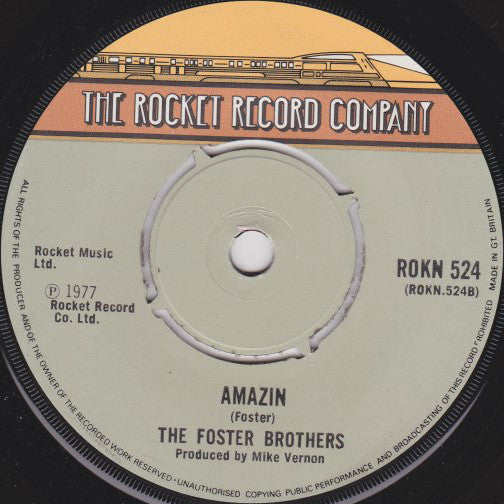 THE ROCKET RECORD COMPANY
Rocket Music
Ltd.
℗ 1977
Rocket Record
Co. Ltd.
ROKN 524
(ROKN.524B)
AMAZIN
(Foster)
THE FOSTER BROTHERS
Produced by Mike Vernon
ALL RIGHTS OF THE PRODUCER AND·OF THE OWNER OF THE RECORDED WORK RESERVED·UNAUTHORISED COPYING PUBLIC PERFORMANCE AND BROADCASTING OF THIS RECORD PROHIBITED MADE IN GT. BRITAIN